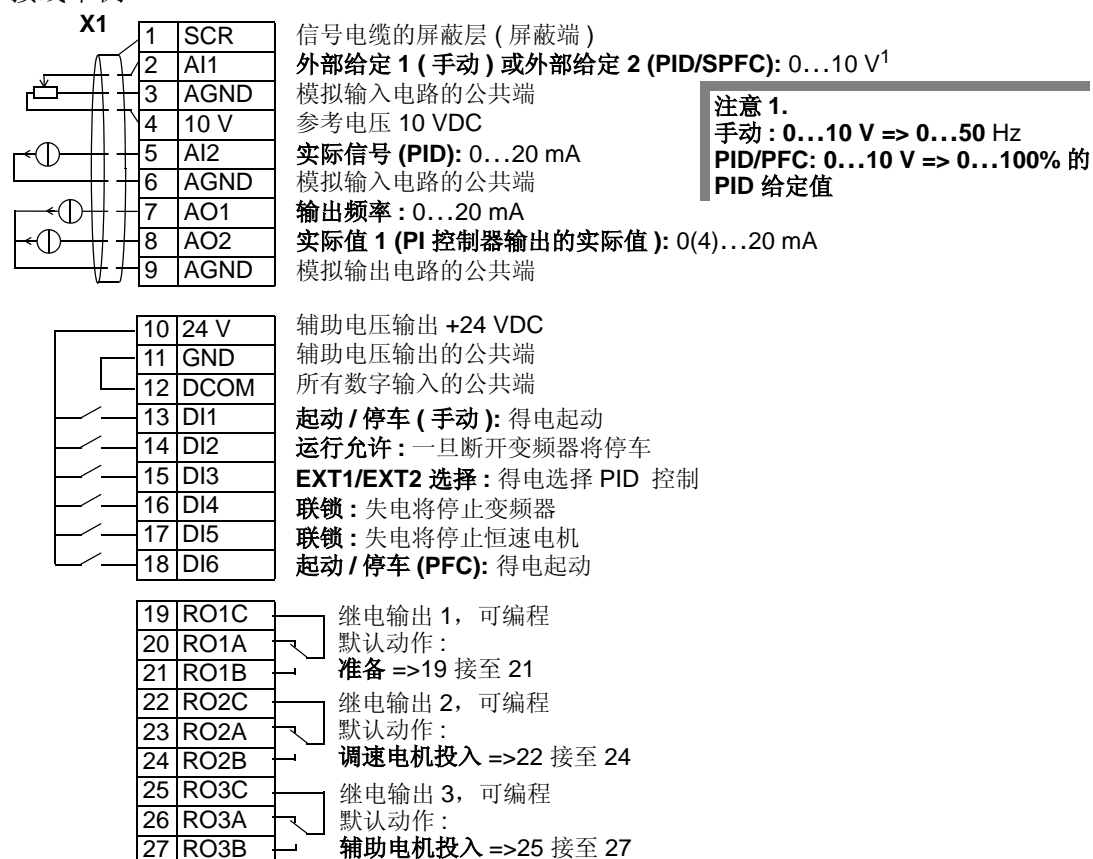 X1
1 SCR 信号电缆的屏蔽层 ( 屏蔽端 )
2 AI1 外部给定 1 ( 手动 ) 或外部给定 2 (PID/SPFC): 0…10 V1
3 AGND 模拟输入电路的公共端
4 10 V 参考电压 10 VDC
5 AI2 实际信号 (PID): 0…20 mA
6 AGND 模拟输入电路的公共端
7 AO1 输出频率 : 0…20 mA
8 AO2 实际值 1 (PI 控制器输出的实际值 ): 0(4)…20 mA
9 AGND 模拟输出电路的公共端
注意 1.
手动 : 0…10 V => 0…50 Hz
PID/PFC: 0…10 V => 0…100% 的
PID 给定值
10 24 V 辅助电压输出 +24 VDC
11 GND 辅助电压输出的公共端
12 DCOM 所有数字输入的公共端
13 DI1 起动 / 停车 ( 手动 ): 得电起动
14 DI2 运行允许 : 一旦断开变频器将停车
15 DI3 EXT1/EXT2 选择 : 得电选择 PID 控制
16 DI4 联锁 : 失电将停止变频器
17 DI5 联锁 : 失电将停止恒速电机
18 DI6 起动 / 停车 (PFC): 得电起动
19 RO1C 继电输出 1，可编程
20 RO1A 默认动作 :
21 RO1B 准备 =>19 接至 21
22 RO2C 继电输出 2，可编程
23 RO2A 默认动作 :
24 RO2B 调速电机投入 =>22 接至 24
25 RO3C 继电输出 3，可编程
26 RO3A 默认动作 :
27 RO3B 辅助电机投入 =>25 接至 27